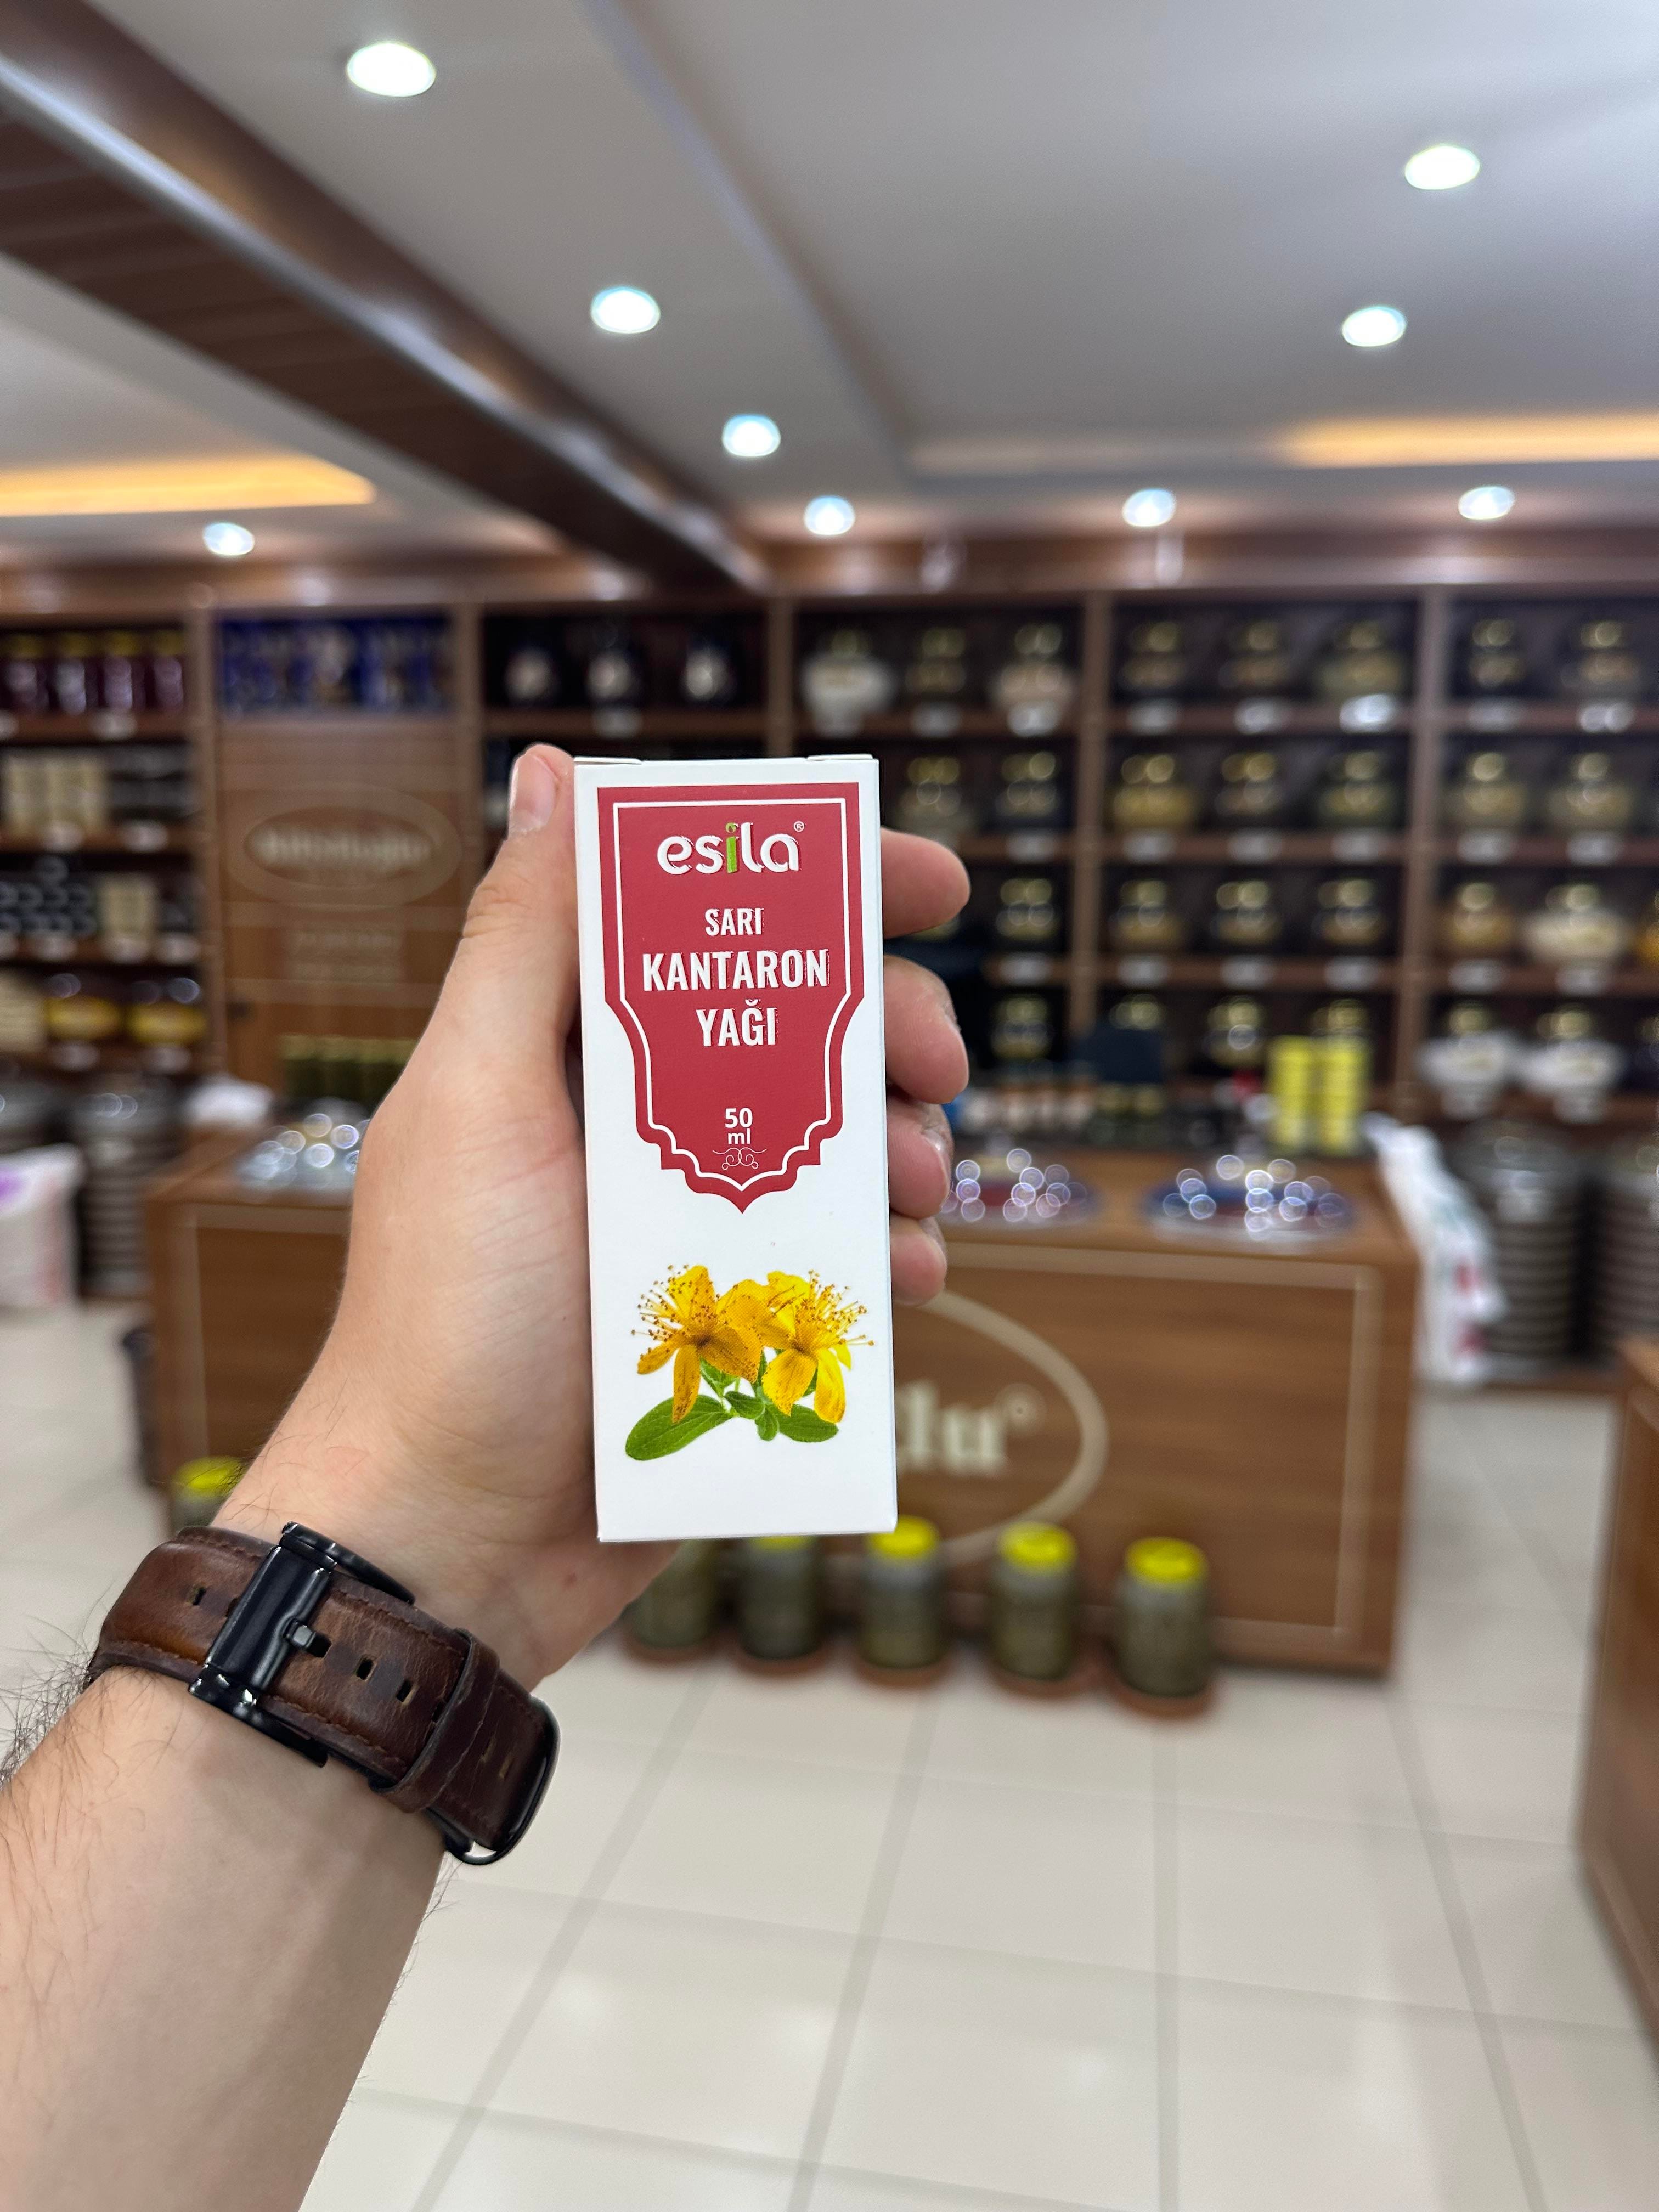 esila®
SARI
KANTARON
YAĞI
50
ml